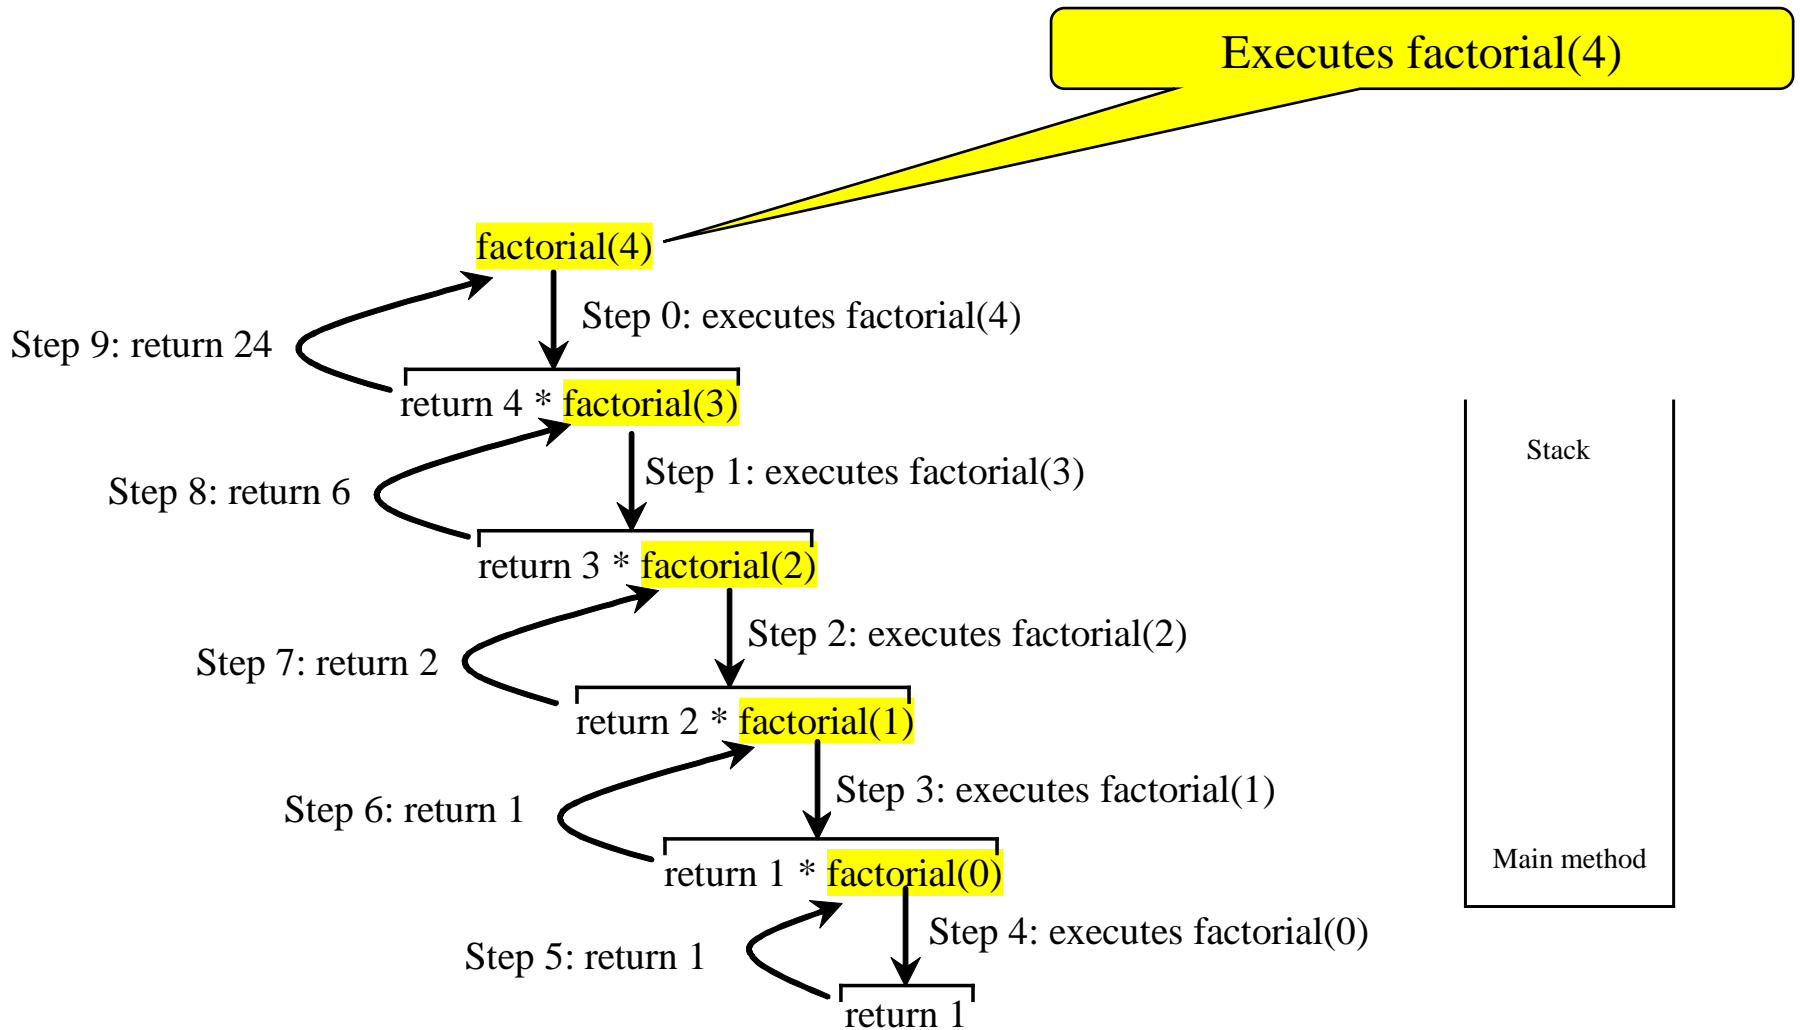 Executes factorial(4)
factorial(4)
Step 0: executes factorial(4)
Step 9: return 24
return 4 * factorial(3)
Stack
Step 1: executes factorial(3)
Step 8: return 6
return 3 * factorial(2)
Step 2: executes factorial(2)
Step 7: return 2
return 2 * factorial(1)
Step 3: executes factorial(1)
Step 6: return 1
Main method
return 1 * factorial(0)
Step 4: executes factorial(0)
Step 5: return 1
return 1